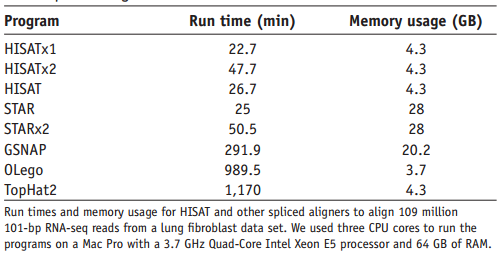 Program Run time (min) Memory usage (GB)
HISATx1 22.7 4.3
HISATx2 47.7 4.3
HISAT 26.7 4.3
STAR 25 28
STARx2 50.5 28
GSNAP 291.9 20.2
OLego 989.5 3.7
TopHat2 1,170 4.3
Run times and memory usage for HISAT and other spliced aligners to align 109 million
101-bp RNA-seq reads from a lung fibroblast data set. We used three CPU cores to run the
programs on a Mac Pro with a 3.7 GHz Quad-Core Intel Xeon E5 processor and 64 GB of RAM.